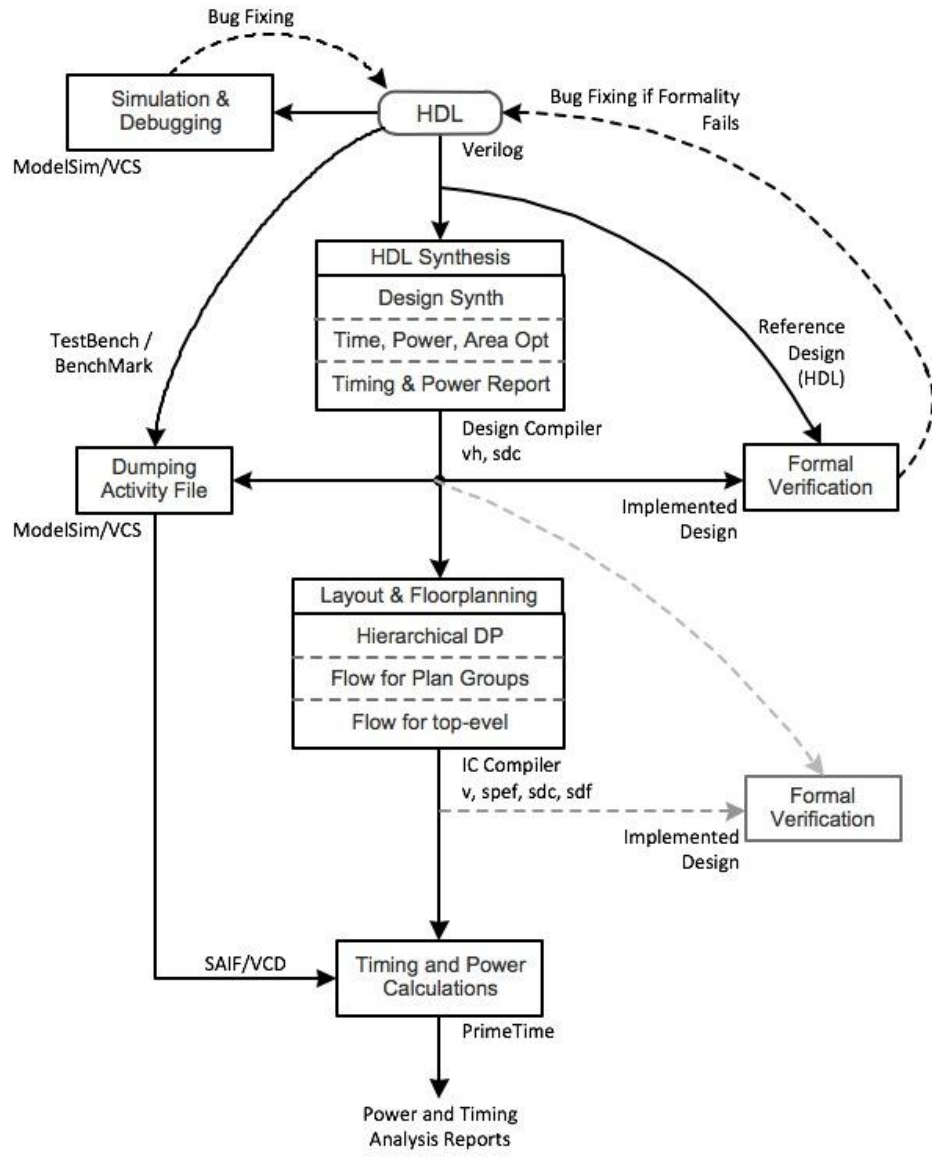 Bug Fixing
Simulation &
Debugging
HDL
Bug Fixing if Formality
Fails
ModelSim/VCS
Verilog
HDL Synthesis
Design Synth
Time, Power, Area Opt
Timing & Power Report
TestBench /
BenchMark
Reference
Design
(HDL)
Design Compiler
vh, sdc
Dumping
Activity File
Formal
Verification
ModelSim/VCS
Implemented
Design
Layout & Floorplanning
Hierarchical DP
Flow for Plan Groups
Flow for top-evel
IC Compiler
v, spef, sdc, sdf
Formal
Verification
Implemented
Design
SAIF/VCD
Timing and Power
Calculations
PrimeTime
Power and Timing
Analysis Reports